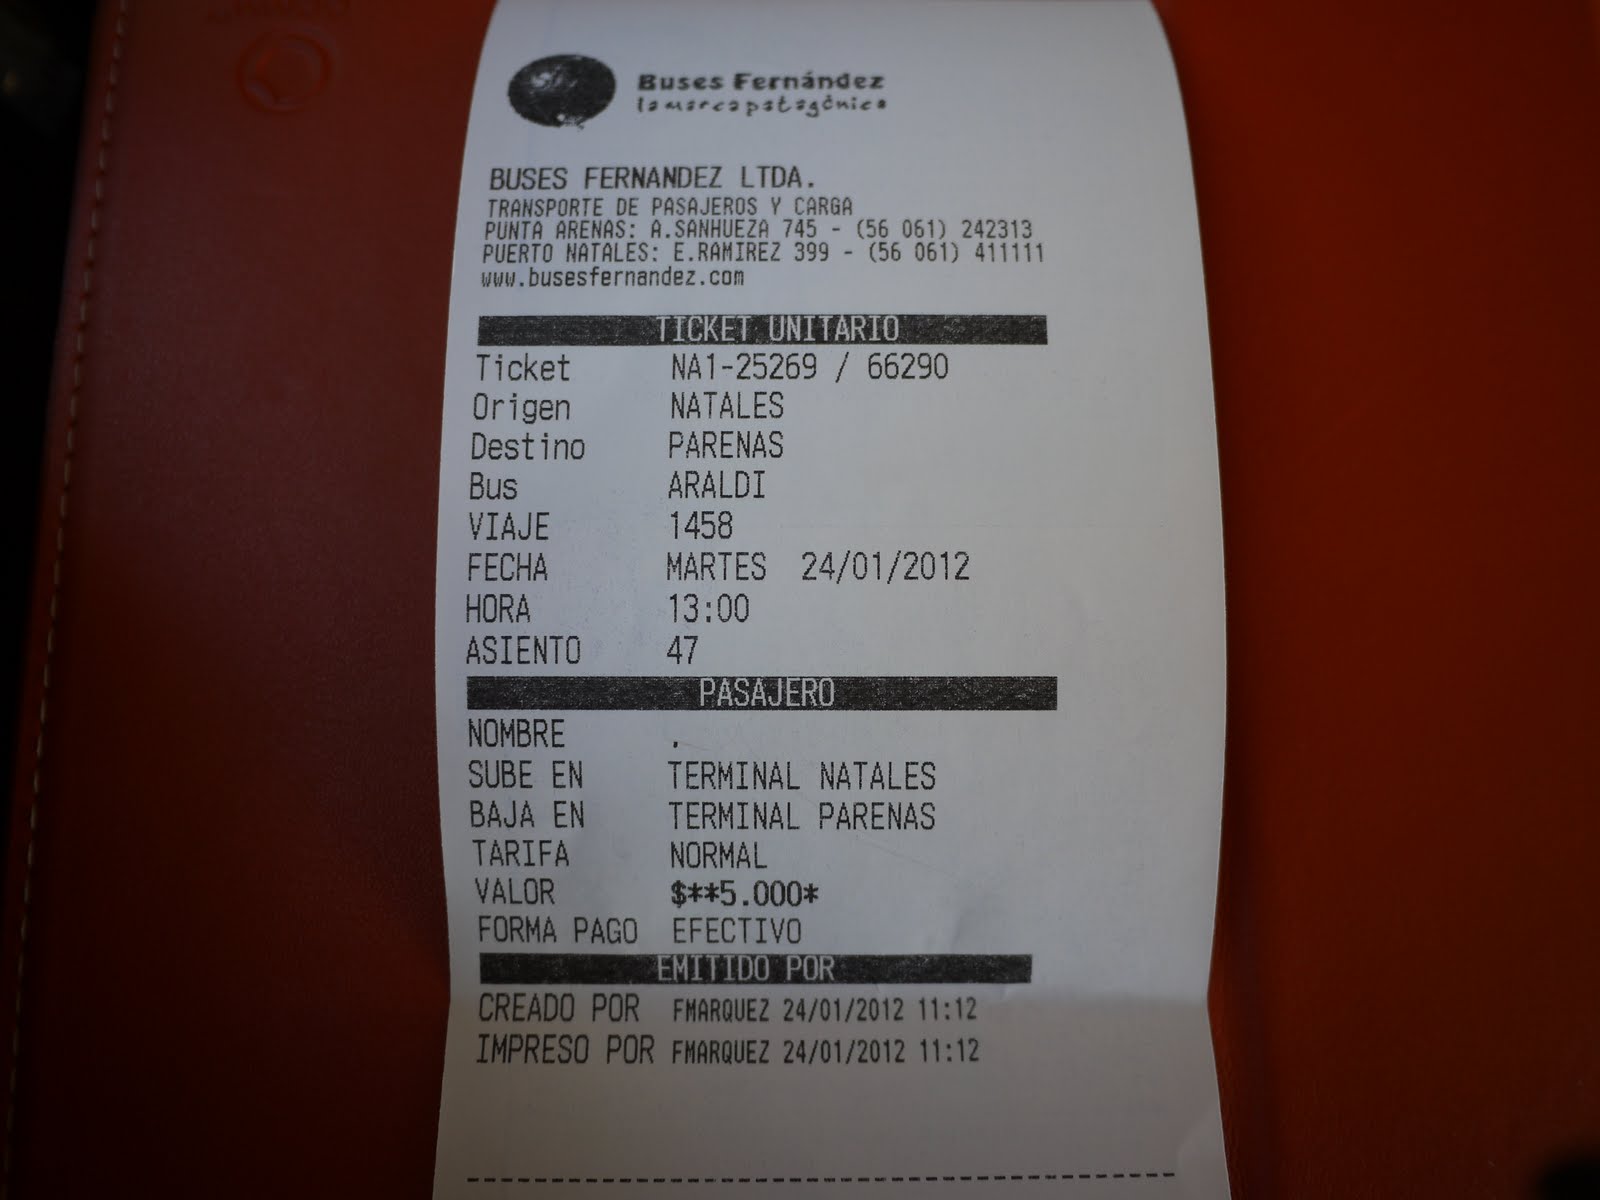 Buses Fernández
la marca patagónica
BUSES FERNANDEZ LTDA.
TRANSPORTE DE PASAJEROS Y CARGA
PUNTA ARENAS: A.SANHUEZA 745 - (56 061) 242313
PUERTO NATALES: E.RAMIREZ 399 - (56 061) 411111
www.busesfernandez.com
TICKET UNITARIO
Ticket NA1-25269 / 66290
Origen NATALES
Destino PARENAS
Bus ARALDI
VIAJE 1458
FECHA MARTES 24/01/2012
HORA 13:00
ASIENTO 47
PASAJERO
NOMBRE .
SUBE EN TERMINAL NATALES
BAJA EN TERMINAL PARENAS
TARIFA NORMAL
VALOR $**5.000*
FORMA PAGO EFECTIVO
EMITIDO POR
CREADO POR FMARQUEZ 24/01/2012 11:12
IMPRESO POR FMARQUEZ 24/01/2012 11:12